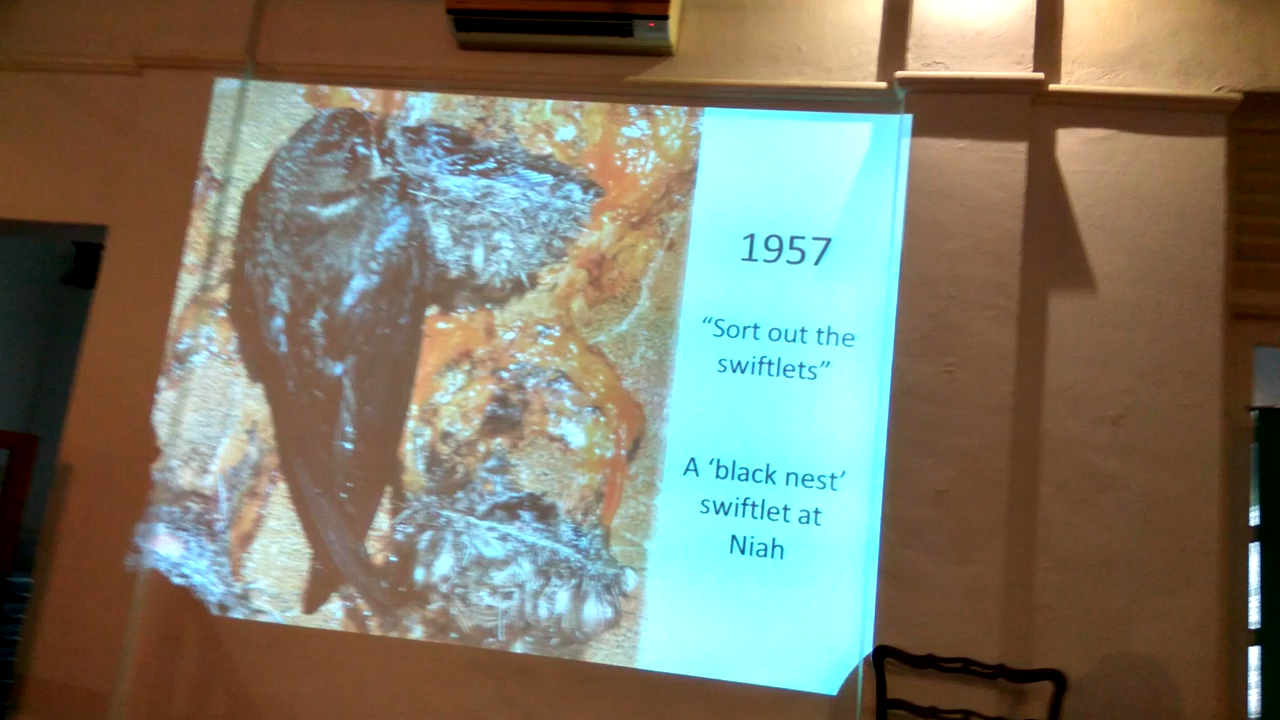 1957
“Sort out the
swiftlets”
A ‘black nest’
swiftlet at
Niah